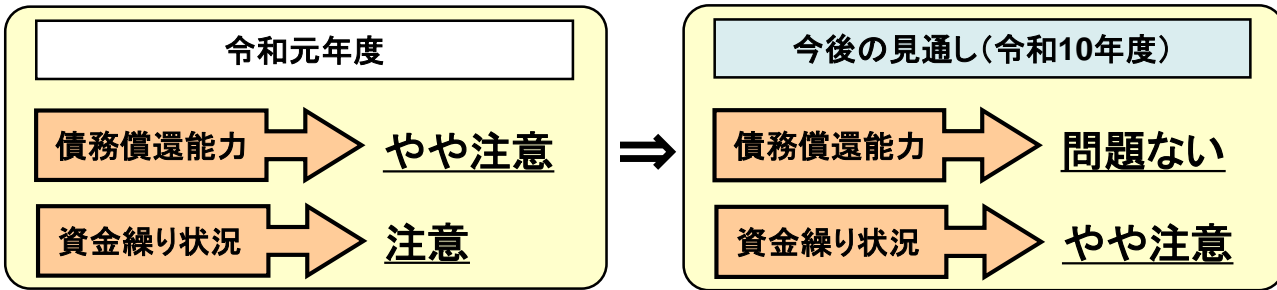 令和元年度
債務償還能力
やや注意
資金繰り状況
注意
⇒
今後の見通し（令和10年度）
債務償還能力
問題ない
資金繰り状況
やや注意